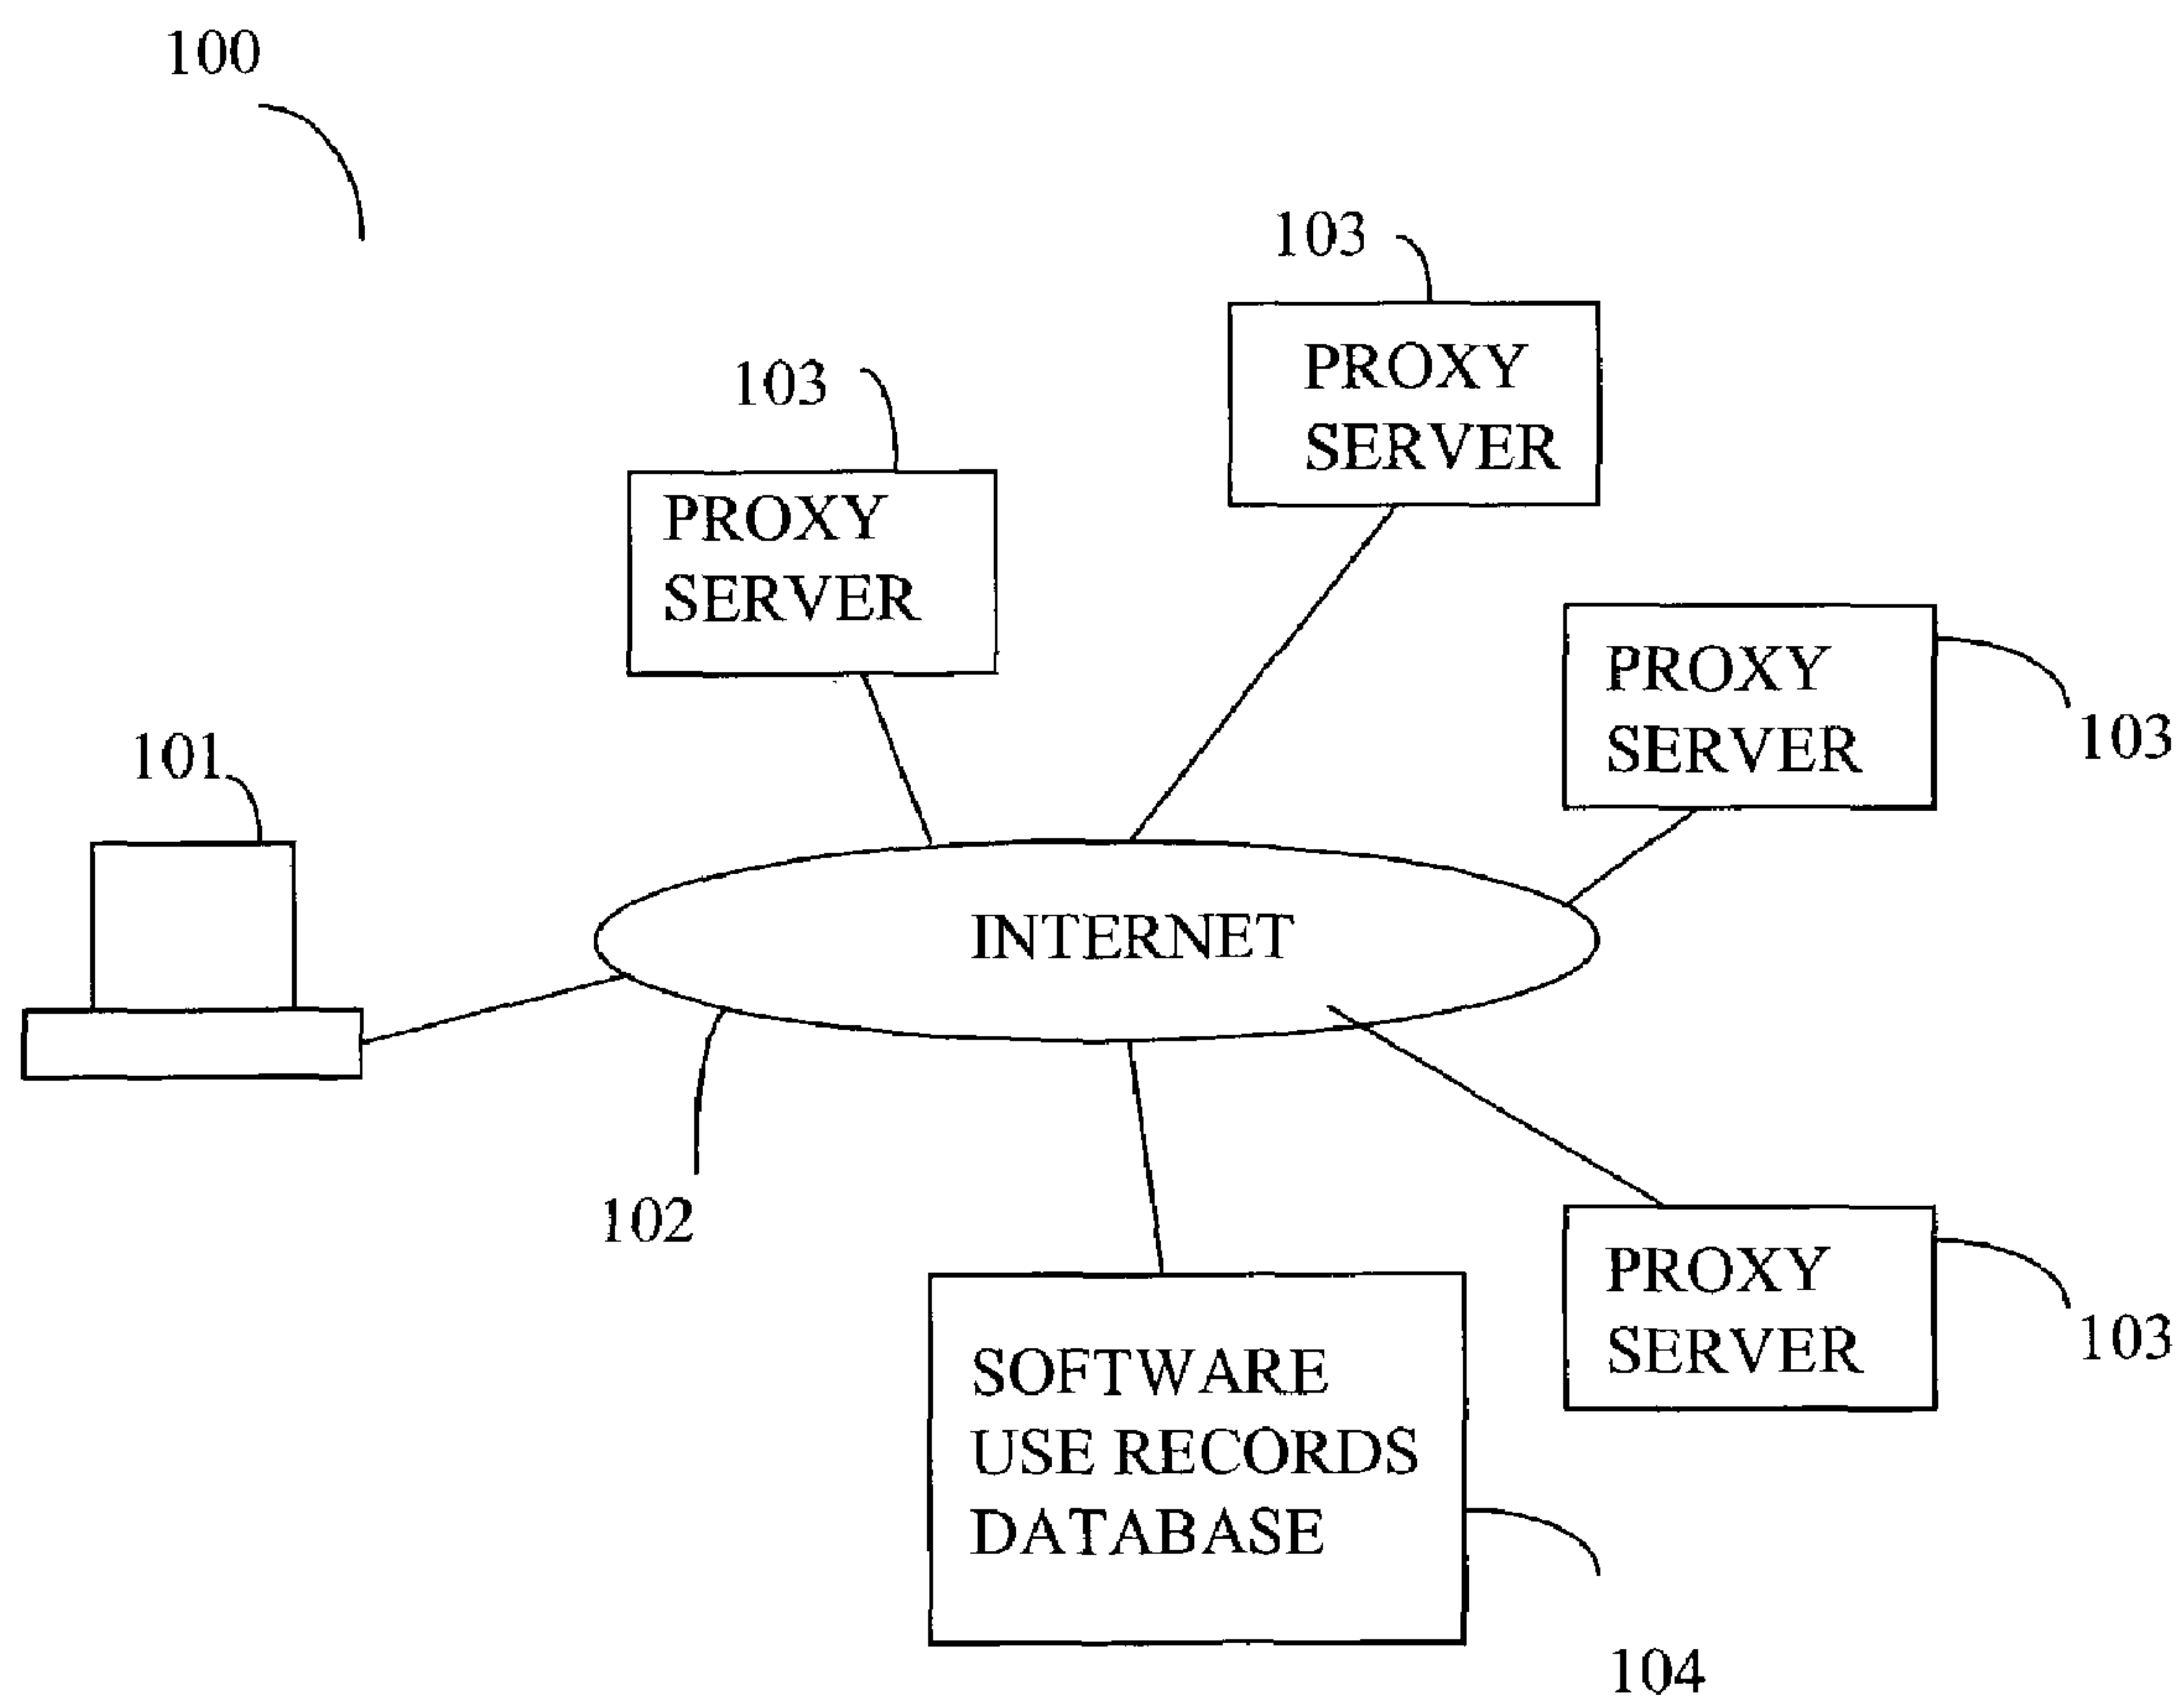 100
103
PROXY
SERVER
103
PROXY
SERVER
PROXY
SERVER
103
101
INTERNET
102
PROXY
SERVER
103
SOFTWARE
USE RECORDS
DATABASE
104